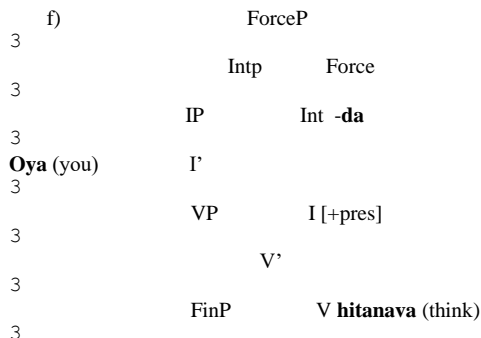 f) ForceP
3
Intp Force
3
IP Int -da
3
Oya (you) I’
3
VP I [+pres]
3
V’
3
FinP V hitanava (think)
3